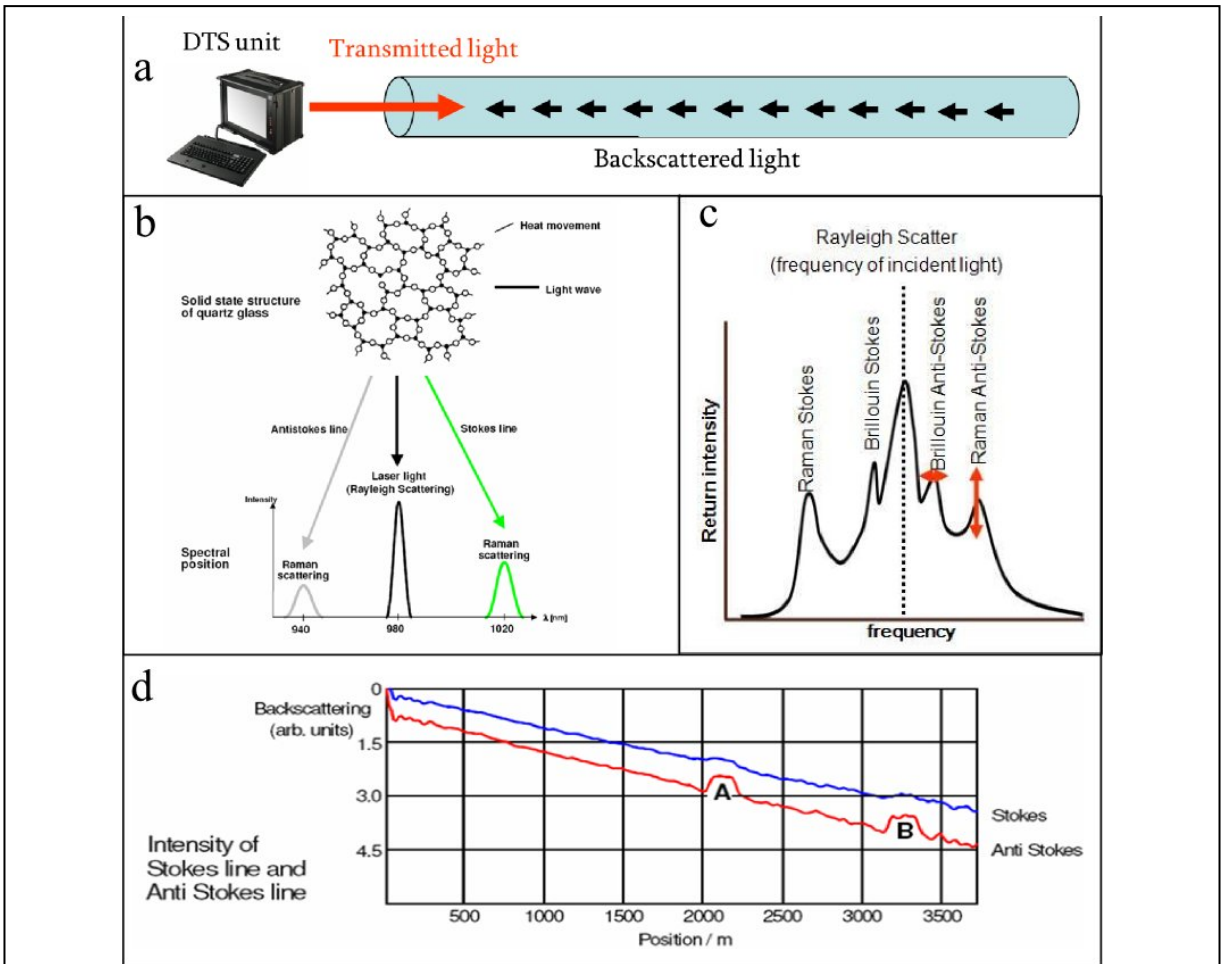 a
DTS unit
Transmitted light
Backscattered light
b
Heat movement
Light wave
Solid state structure
of quartz glass
Antistokes line
Stokes line
Laser light
(Rayleigh Scattering)
Intensity
Spectral
position
Raman
scattering
Raman
scattering
λ [nm]
940
980
1020
c
Rayleigh Scatter
(frequency of incident light)
Return intensity
Raman Stokes
Brillouin Stokes
Brillouin Anti-Stokes
Raman Anti-Stokes
frequency
d
Backscattering
(arb. units)
0
1.5
3.0
4.5
A
B
Stokes
Anti Stokes
Intensity of
Stokes line and
Anti Stokes line
500
1000
1500
2000
2500
3000
3500
Position / m